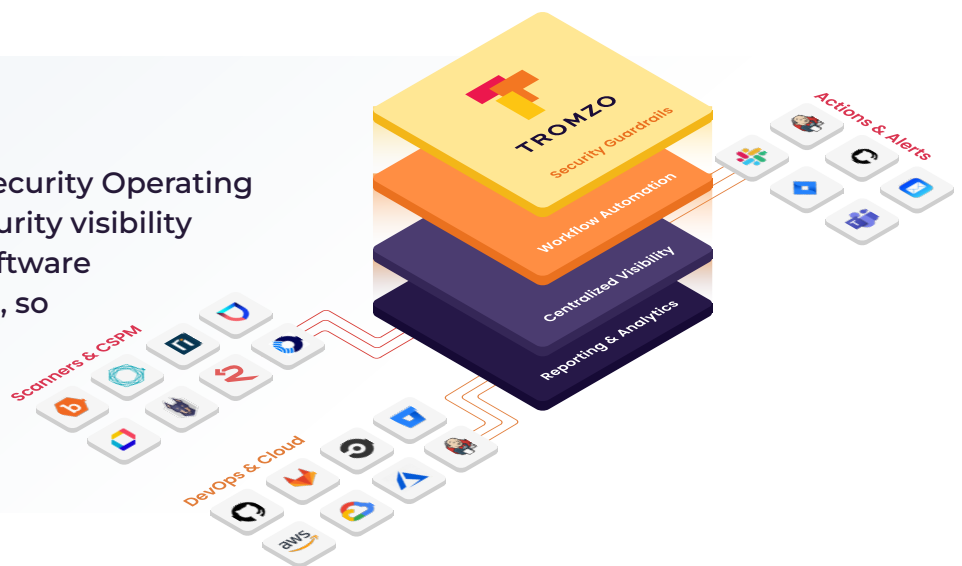 ecurity Operating
urity visibility
ftware
, so
TROMZO
Security Guardrails
Workflow Automation
Centralized Visibility
Reporting & Analytics
Actions & Alerts
Scanners & CSPM
DevOps & Cloud
aws